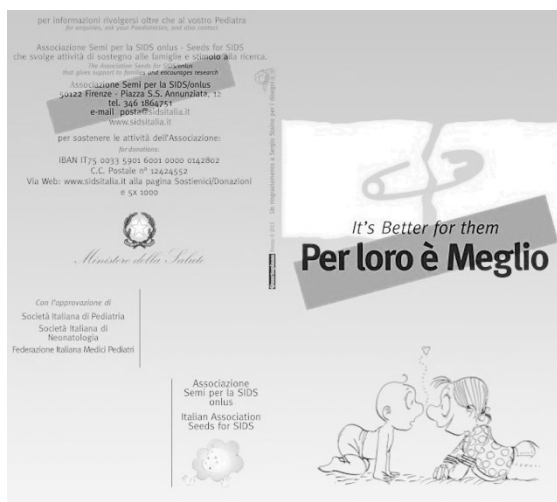 per informazioni rivolgersi oltre che al vostro Pediatra
for enquiries, ask your Paediatrician, and also contact
Associazione Semi per la SIDS onlus - Seeds for SIDS
che svolge attività di sostegno alle famiglie e stimolo alla ricerca.
The Association Seeds for SIDS/onlus
that gives support to families and encourages research
Associazione Semi per la SIDS/onlus
50122 Firenze - Piazza S.S. Annunziata, 12
tel. 346 1864751
e-mail posta@sidsitalia.it
www.sidsitalia.it
per sostenere le attività dell'Associazione:
for donations:
IBAN IT75 0033 5901 6001 0000 0142802
C.C. Postale n° 12424552
Via Web: www.sidsitalia.it alla pagina Sostienici/Donazioni
e 5X 1000
Ministero della Salute
Con l'approvazione di
Società Italiana di Pediatria
Società Italiana di
Neonatologia
Federazione Italiana Medici Pediatri
Associazione
Semi per la SIDS
onlus
Italian Association
Seeds for SIDS
Un ringraziamento a Sergio Staino per i disegni
It's Better for them
Per loro è Meglio